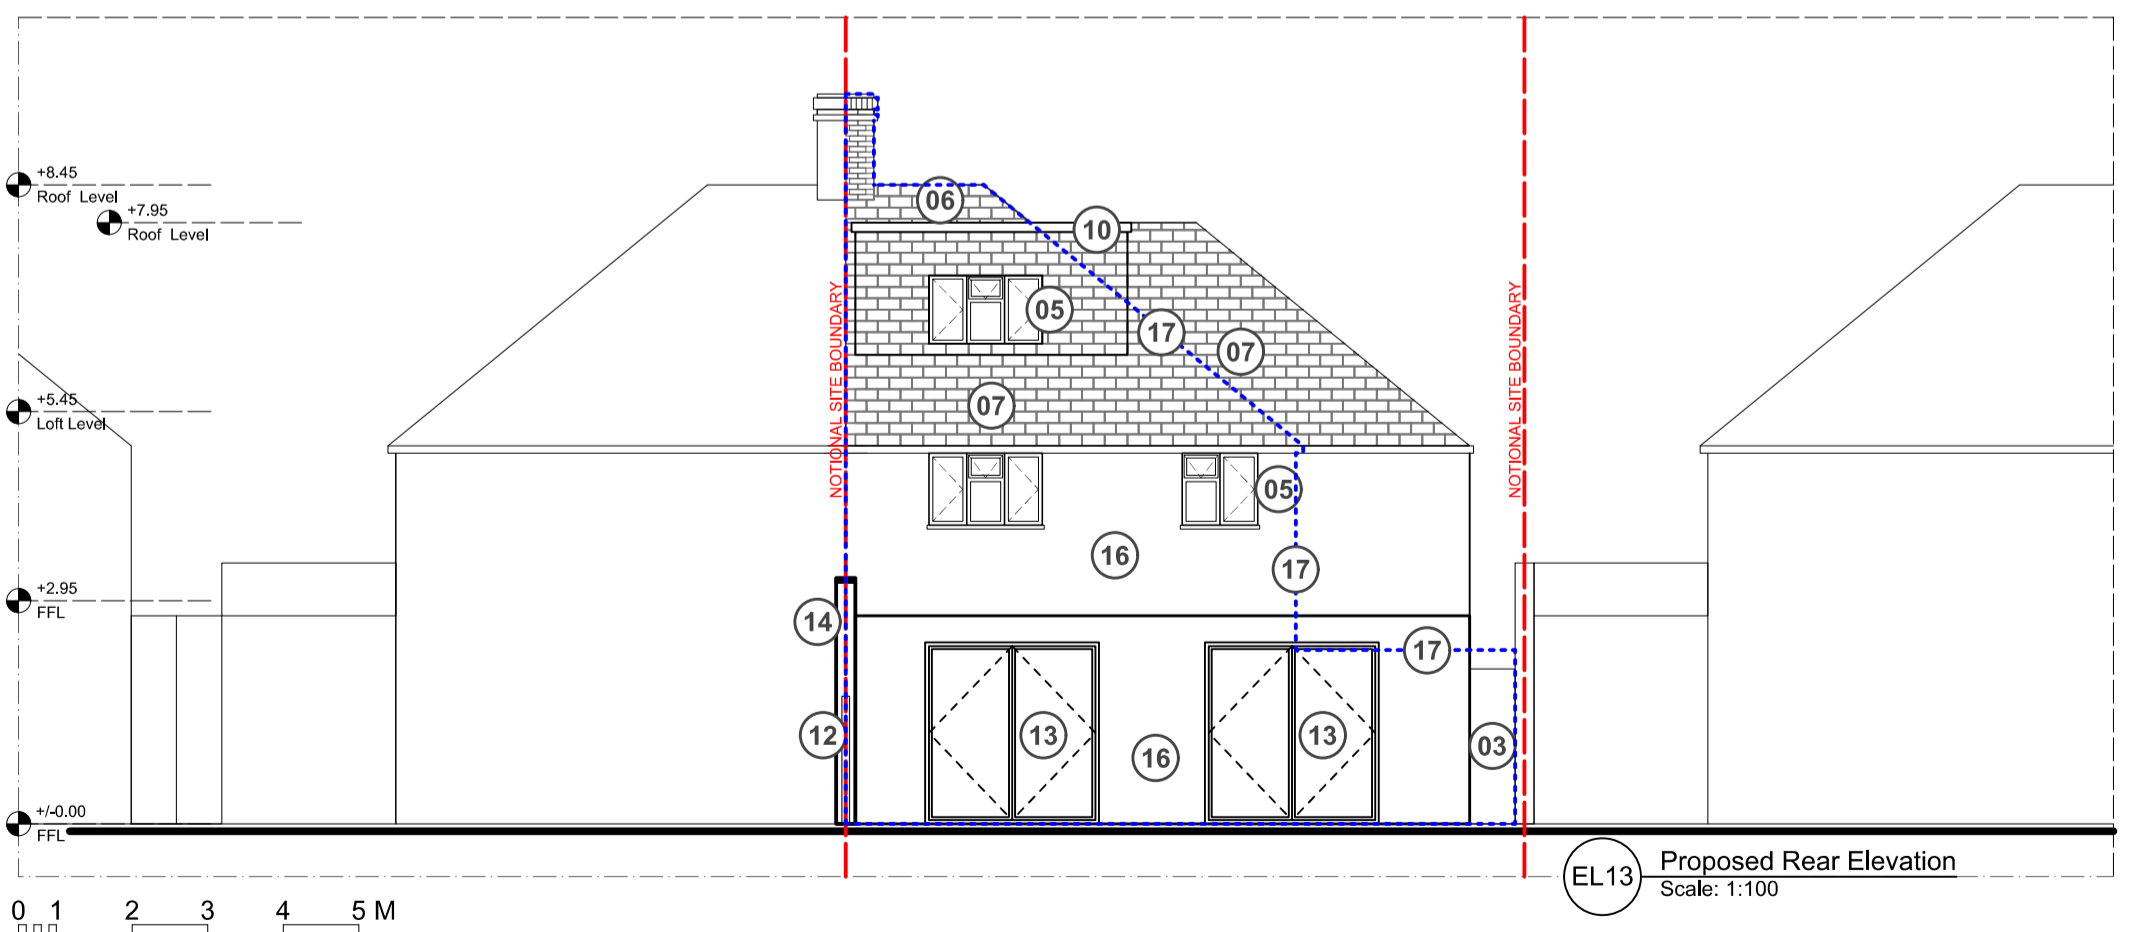 +8.45
Roof Level
+7.95
Roof Level
+5.45
Loft Level
+2.95
FFL
+/-0.00
FFL
NOTIONAL SITE BOUNDARY
NOTIONAL SITE BOUNDARY
06
10
05
17
07
07
05
16
17
14
17
12
13
16
13
03
EL13
Proposed Rear Elevation
Scale: 1:100
0 1 2 3 4 5 M